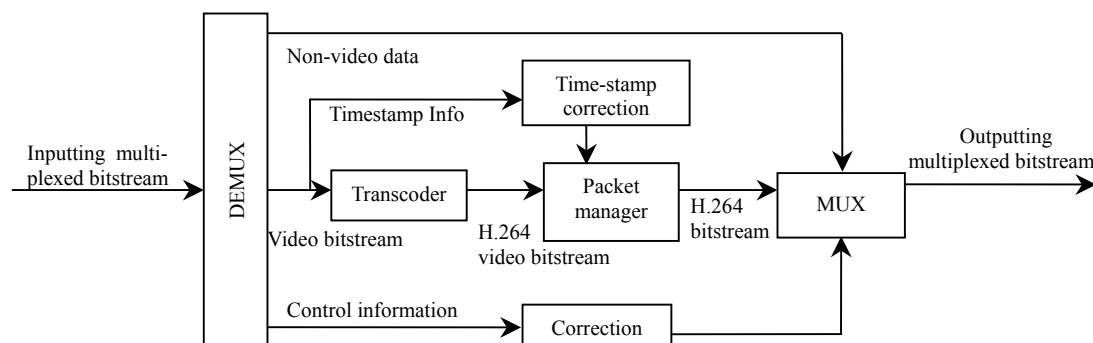 Non-video data
Time-stamp
correction
Timestamp Info
Inputting multi-
plexed bitstream
DEMUX
Outputting
multiplexed bitstream
Transcoder
Packet
manager
MUX
Video bitstream
H.264
video bitstream
H.264
bitstream
Control information
Correction